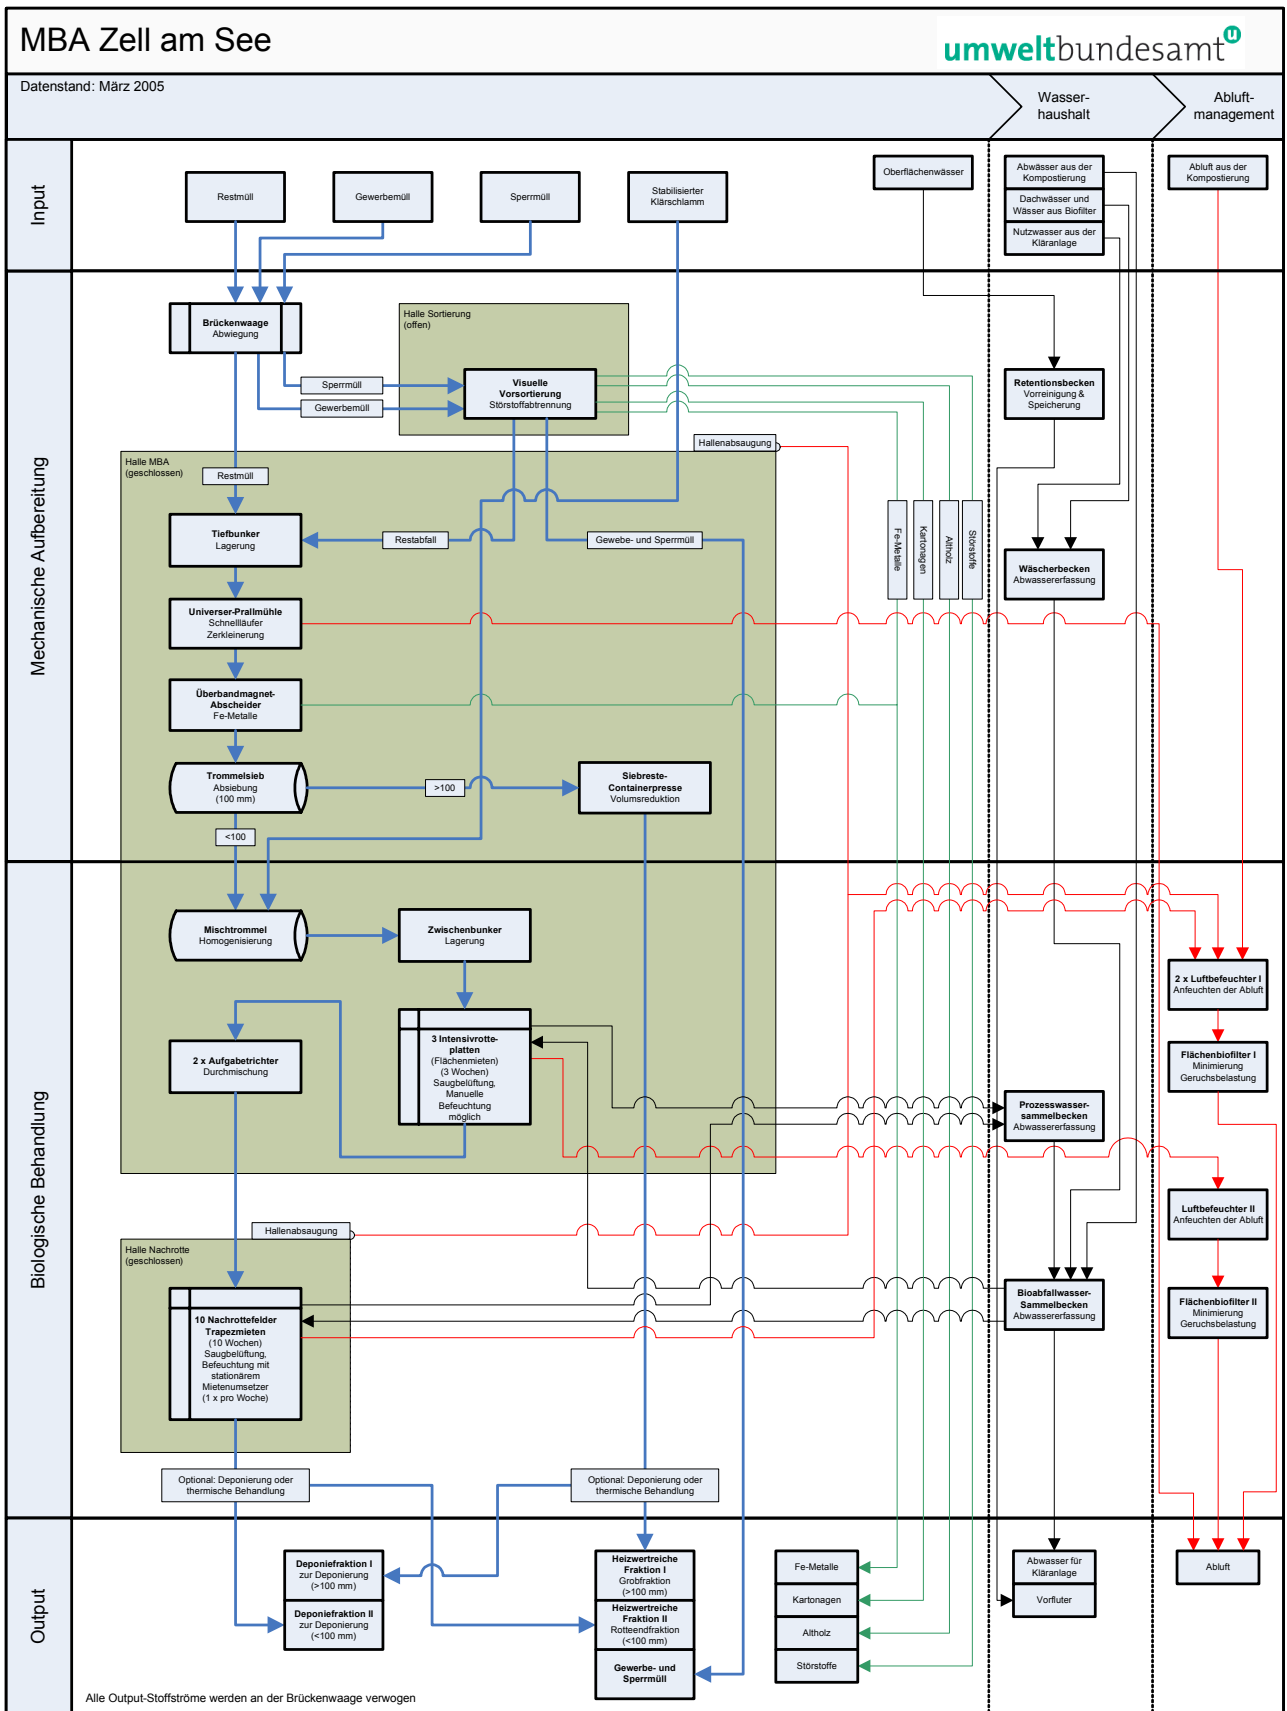 MBA Zell am See
umweltbundesamt
u
Datenstand: März 2005
Wasser-
haushalt
Abluft-
management
Input
Restmüll
Gewerbemüll
Sperrmüll
Stabilisierter
Klärschlamm
Oberflächenwässer
Abwässer aus der
Kompostierung
Dachwässer und
Wässer aus Biofilter
Nutzwasser aus der
Kläranlage
Abluft aus der
Kompostierung
Mechanische Aufbereitung
Brückenwaage
Abwiegung
Halle Sortierung
(offen)
Sperrmüll
Gewerbemüll
Visuelle
Vorsortierung
Störstoffabtrennung
Retentionsbecken
Vorreinigung &
Speicherung
Hallenabsaugung
Halle MBA
(geschlossen)
Restmüll
Tiefbunker
Lagerung
Restabfall
Gewebe- und Sperrmüll
Fe-Metalle
Kartonagen
Altholz
Störstoffe
Wäscherbecken
Abwassererfassung
Universer-Prallmühle
Schnellläufer
Zerkleinerung
Überbandmagnet-
Abscheider
Fe-Metalle
Trommelsieb
Absiebung
(100 mm)
>100
Siebreste-
Containerpresse
Volumsreduktion
<100
Biologische Behandlung
Mischtrommel
Homogenisierung
Zwischenbunker
Lagerung
2 x Luftbefeuchter I
Anfeuchten der Abluft
3 Intensivrotte-
platten
(Flächenmieten)
(3 Wochen)
Saugbelüftung,
Manuelle
Befeuchtung
möglich
2 x Aufgabetrichter
Durchmischung
Flächenbiofilter I
Minimierung
Geruchsbelastung
Prozesswasser-
sammelbecken
Abwassererfassung
Luftbefeuchter II
Anfeuchten der Abluft
Hallenabsaugung
Halle Nachrotte
(geschlossen)
10 Nachrottefelder
Trapezmieten
(10 Wochen)
Saugbelüftung,
Befeuchtung mit
stationärem
Mietenumsetzer
(1 x pro Woche)
Bioabfallwasser-
Sammelbecken
Abwassererfassung
Flächenbiofilter II
Minimierung
Geruchsbelastung
Optional: Deponierung oder
thermische Behandlung
Optional: Deponierung oder
thermische Behandlung
Output
Deponiefraktion I
zur Deponierung
(>100 mm)
Deponiefraktion II
zur Deponierung
(<100 mm)
Heizwertreiche
Fraktion I
Grobfraktion
(>100 mm)
Heizwertreiche
Fraktion II
Rotteendfraktion
(<100 mm)
Gewerbe- und
Sperrmüll
Fe-Metalle
Kartonagen
Altholz
Störstoffe
Abwasser für
Kläranlage
Vorfluter
Abluft
Alle Output-Stoffströme werden an der Brückenwaage verwogen